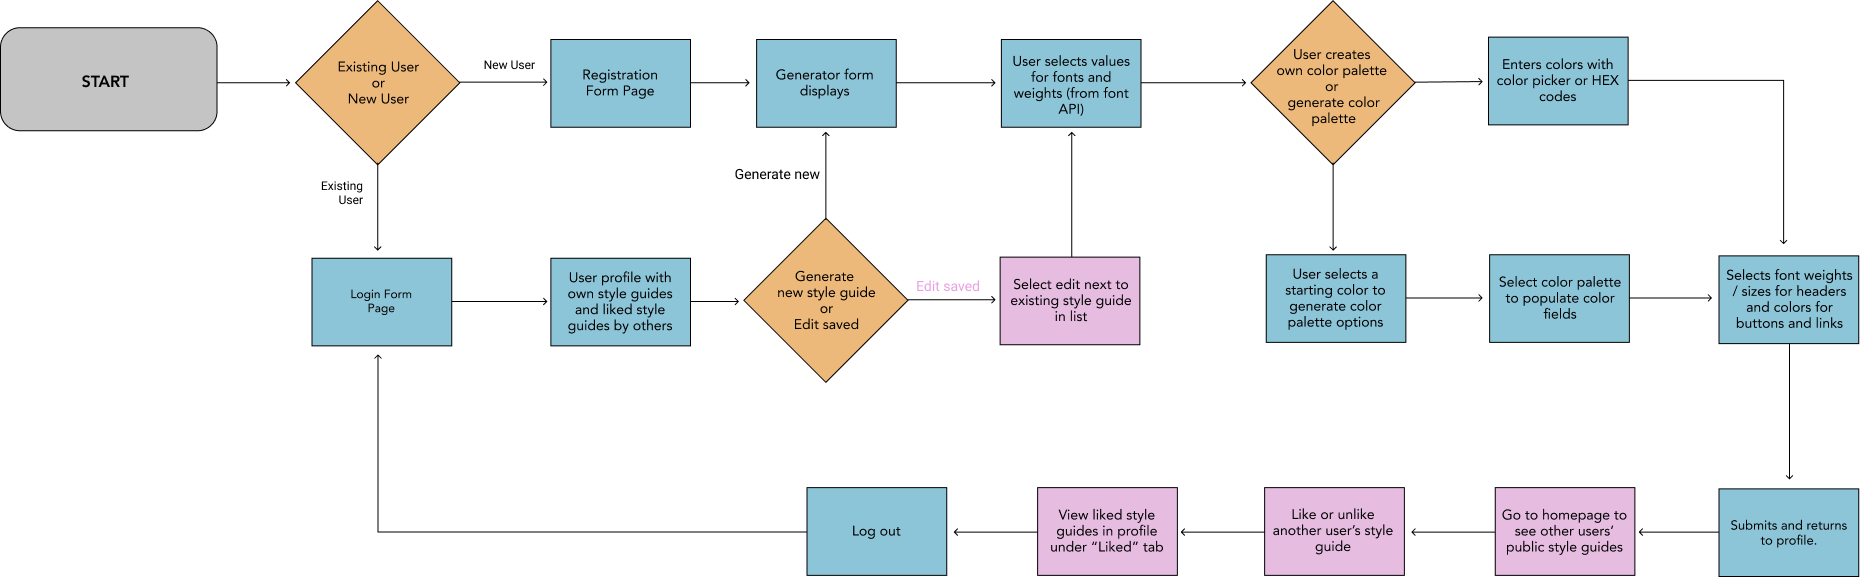 START
Existing User
or
New User
New User
Registration
Form Page
Generator form
displays
User selects values
for fonts and
weights (from font
API)
User creates
own color palette
or
generate color
palette
Enters colors with
color picker or HEX
codes
Existing
User
Generate new
Login Form
Page
User profile with
own style guides
and liked style
guides by others
Generate
new style guide
or
Edit saved
Edit saved
Select edit next to
existing style guide
in list
User selects a
starting color to
generate color
palette options
Select color palette
to populate color
fields
Selects font weights
/ sizes for headers
and colors for
buttons and links
Log out
View liked style
guides in profile
under “Liked” tab
Like or unlike
another user’s style
guide
Go to homepage to
see other users’
public style guides
Submits and returns
to profile.